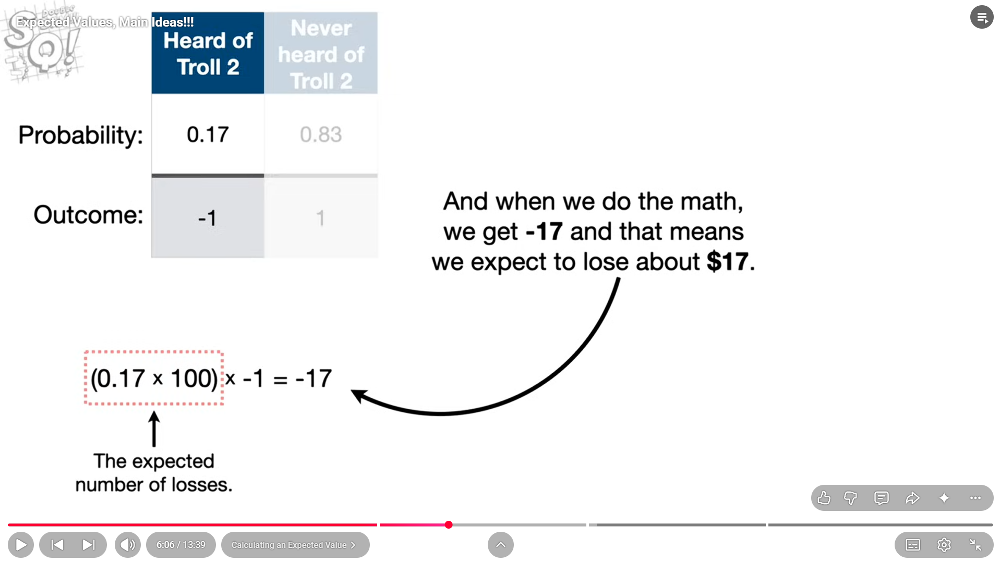 Expected Values, Main Ideas!!!
DOUBLE
SQ!
Heard of
Troll 2
Never
heard of
Troll 2
Probability:
0.17
0.83
Outcome:
-1
1
And when we do the math,
we get -17 and that means
we expect to lose about $17.
(0.17 x 100) x -1 = -17
The expected
number of losses.
6:06 / 13:39
Calculating an Expected Value